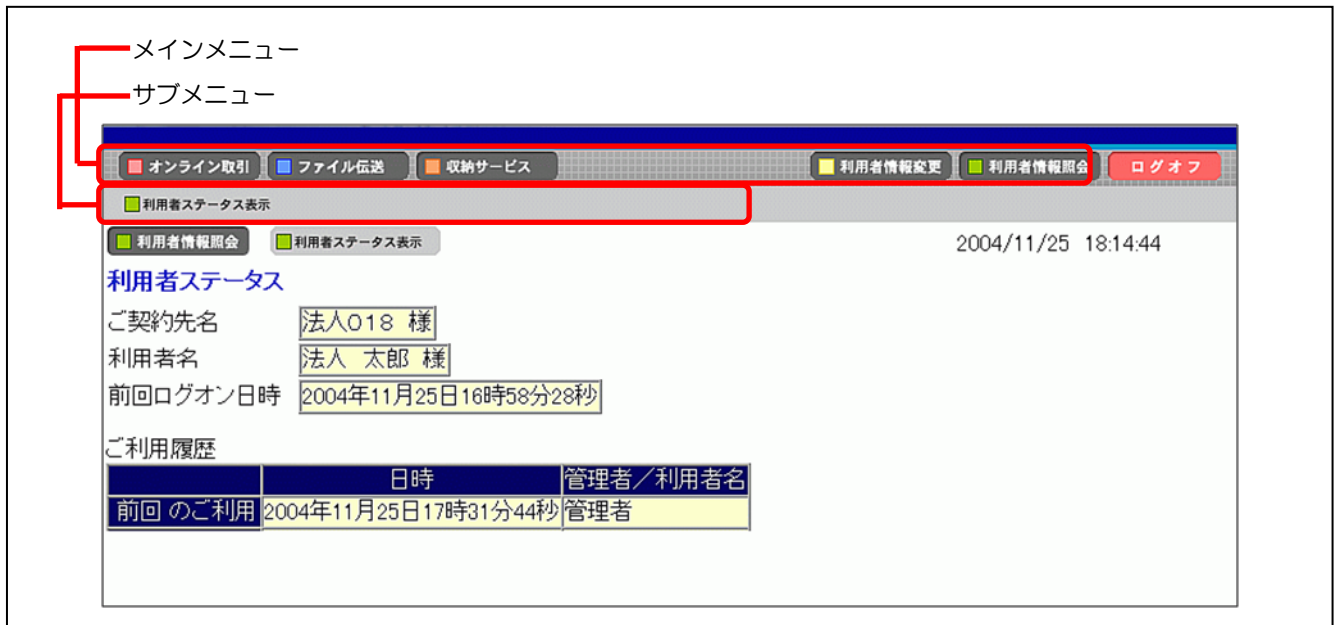 メインメニュー
サブメニュー
オンライン取引 ファイル伝送 収納サービス 利用者情報変更 利用者情報照会 ログオフ
利用者ステータス表示
利用者情報照会 利用者ステータス表示 2004/11/25 18:14:44
利用者ステータス
ご契約先名 法人018 様
利用者名 法人 太郎 様
前回ログオン日時 2004年11月25日16時58分28秒
ご利用履歴
日時 管理者／利用者名
前回 のご利用 2004年11月25日17時31分44秒 管理者